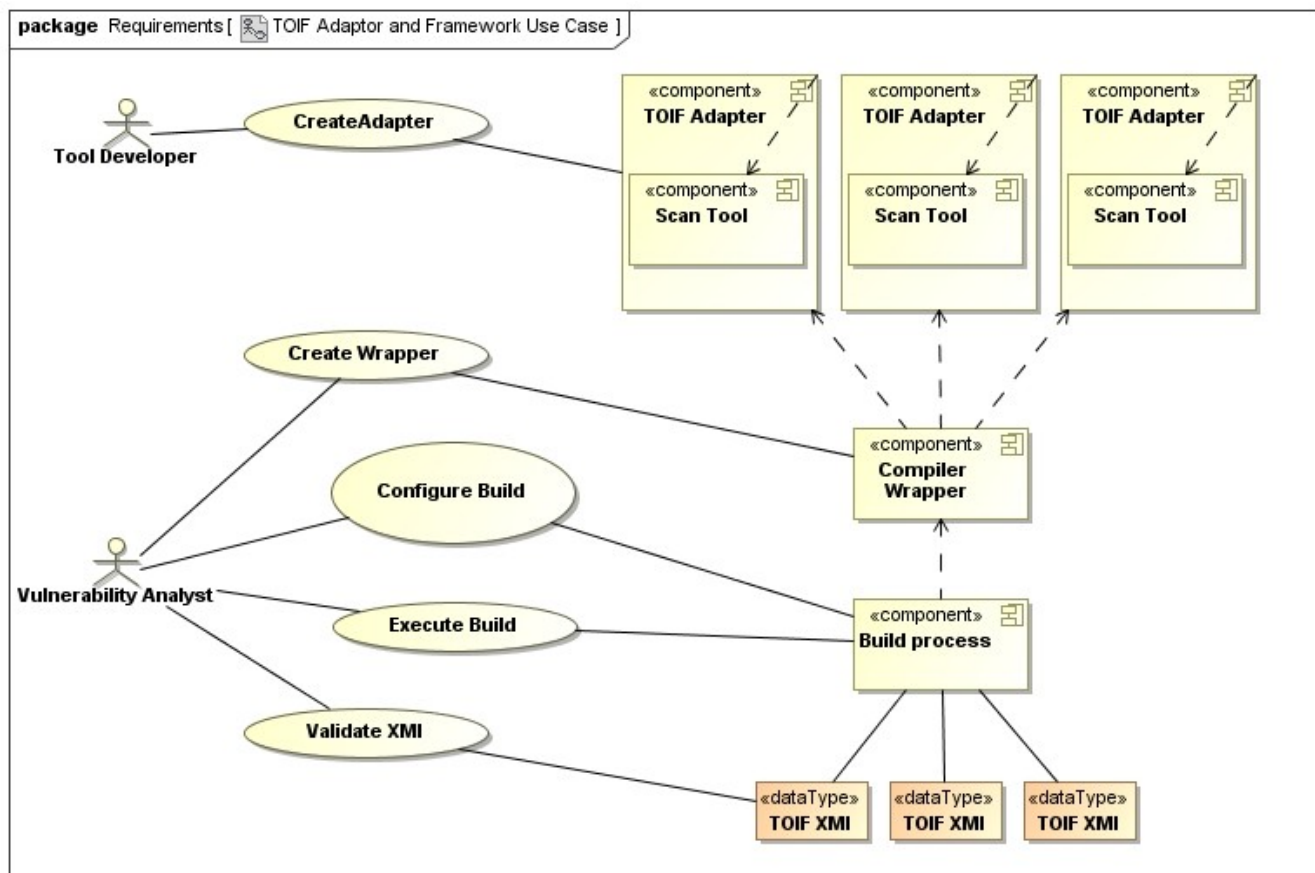 package Requirements [ TOIF Adaptor and Framework Use Case ]
«component»
TOIF Adapter
«component»
Scan Tool
«component»
TOIF Adapter
«component»
Scan Tool
«component»
TOIF Adapter
«component»
Scan Tool
Tool Developer
CreateAdapter
Create Wrapper
«component»
Compiler
Wrapper
Configure Build
Vulnerability Analyst
Execute Build
«component»
Build process
Validate XMI
«dataType»
TOIF XMI
«dataType»
TOIF XMI
«dataType»
TOIF XMI